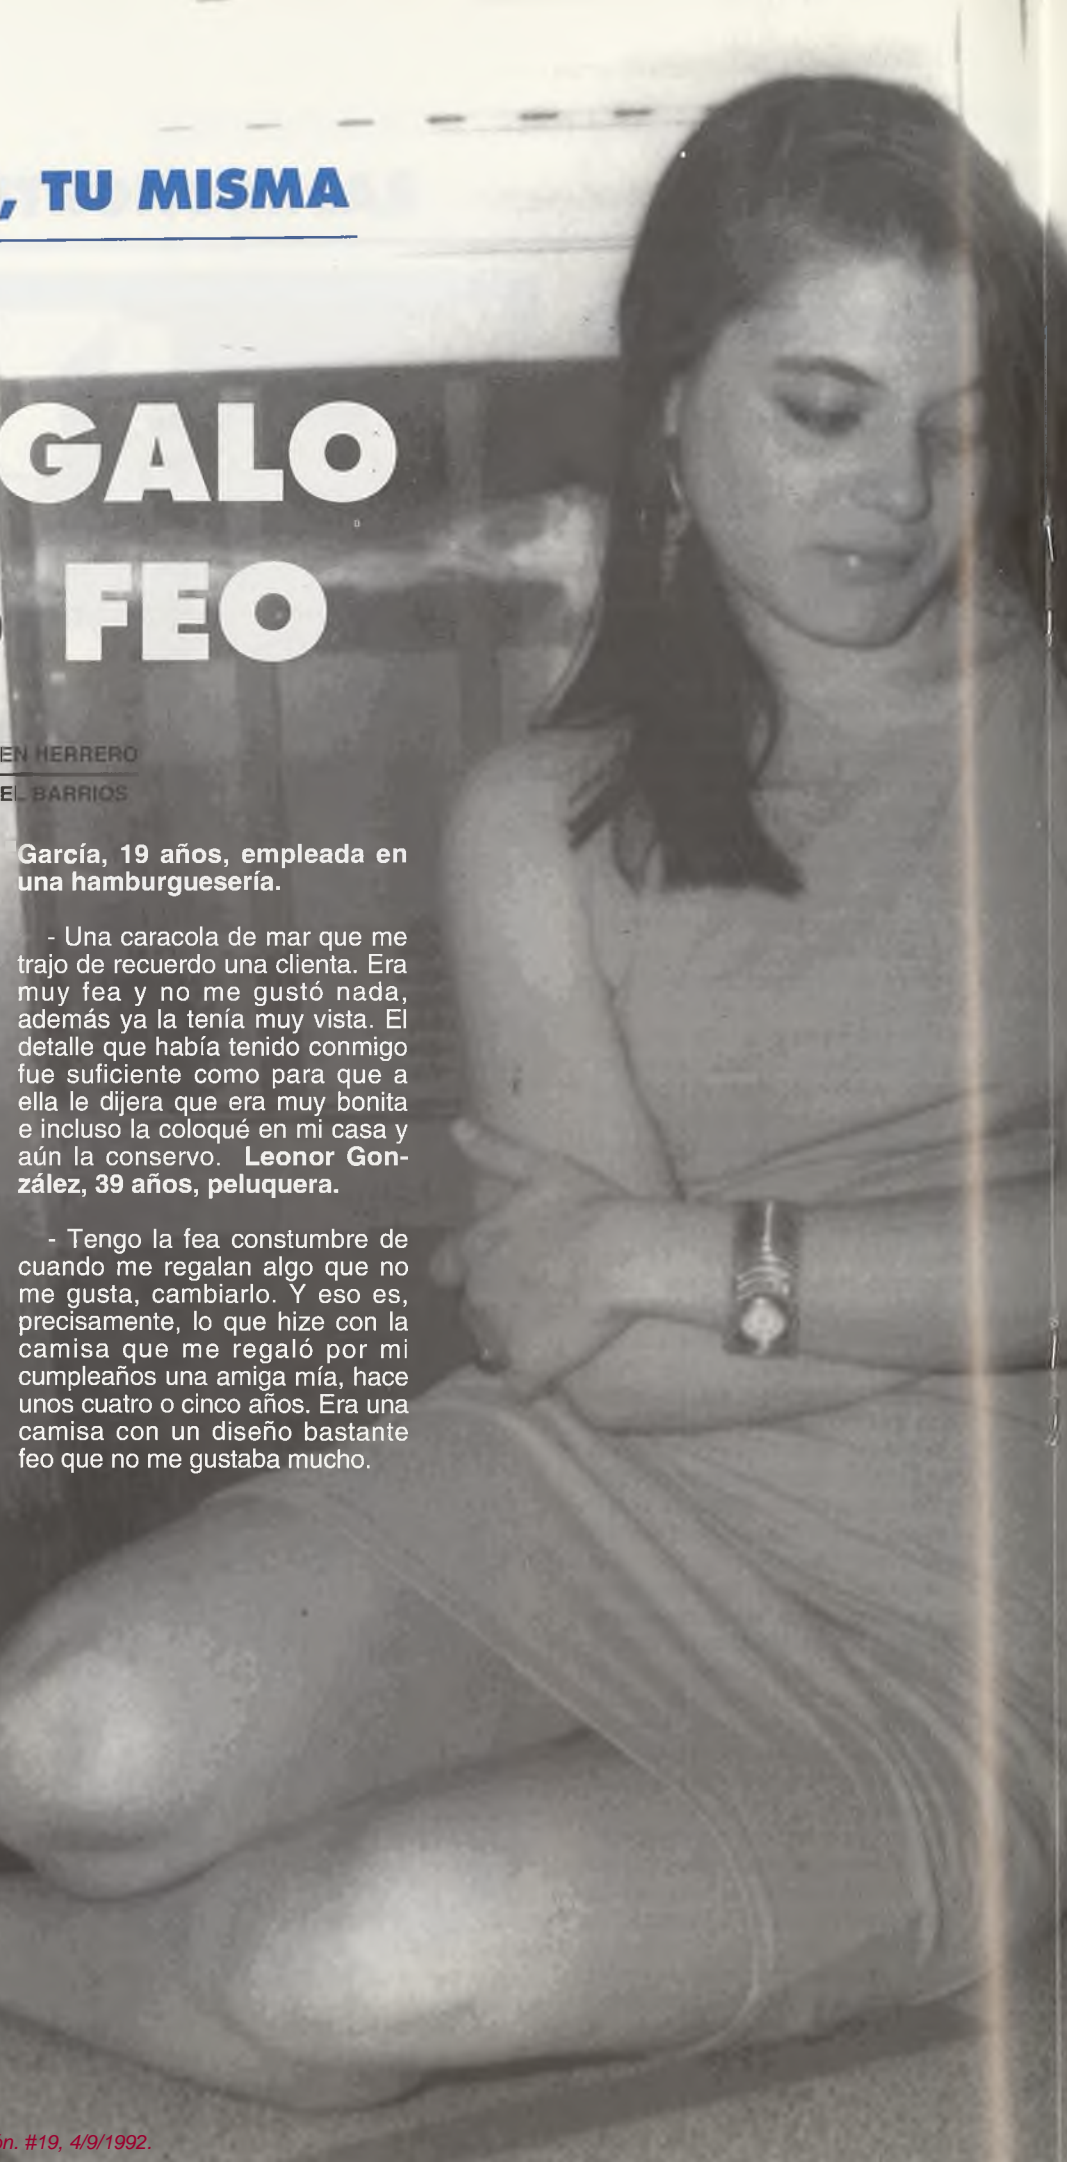 , TU MISMA
GALO
FEO
EN HERRERO
EL BARRIOS
García, 19 años, empleada en
una hamburguesería.
- Una caracola de mar que me
trajo de recuerdo una clienta. Era
muy fea y no me gustó nada,
además ya la tenía muy vista. El
detalle que había tenido conmigo
fue suficiente como para que a
ella le dijera que era muy bonita
e incluso la coloqué en mi casa y
aún la conservo. Leonor Gon-
zález, 39 años, peluquera.
- Tengo la fea constumbre de
cuando me regalan algo que no
me gusta, cambiarlo. Y eso es,
precisamente, lo que hize con la
camisa que me regaló por mi
cumpleaños una amiga mía, hace
unos cuatro o cinco años. Era una
camisa con un diseño bastante
feo que no me gustaba mucho.
ón. #19, 4/9/1992.